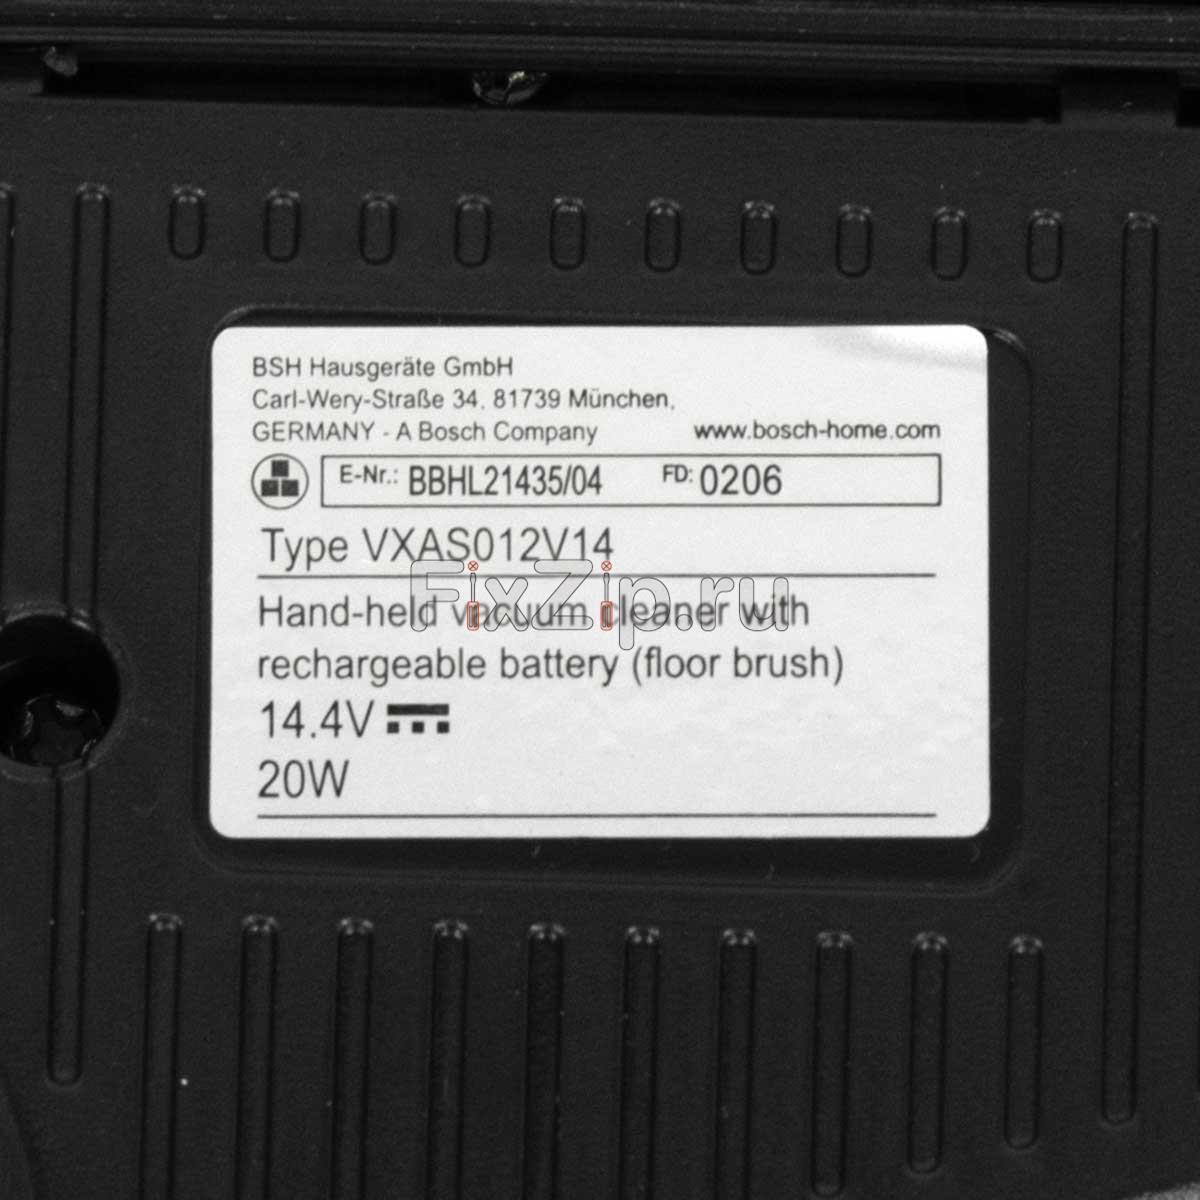 BSH Hausgeräte GmbH
Carl-Wery-Straße 34, 81739 München,
GERMANY - A Bosch Company www.bosch-home.com
E-Nr.: BBHL21435/04 FD: 0206
Type VXAS012V14
FixZip.ru
Hand-held vacuum cleaner with
rechargeable battery (floor brush)
14.4V
20W